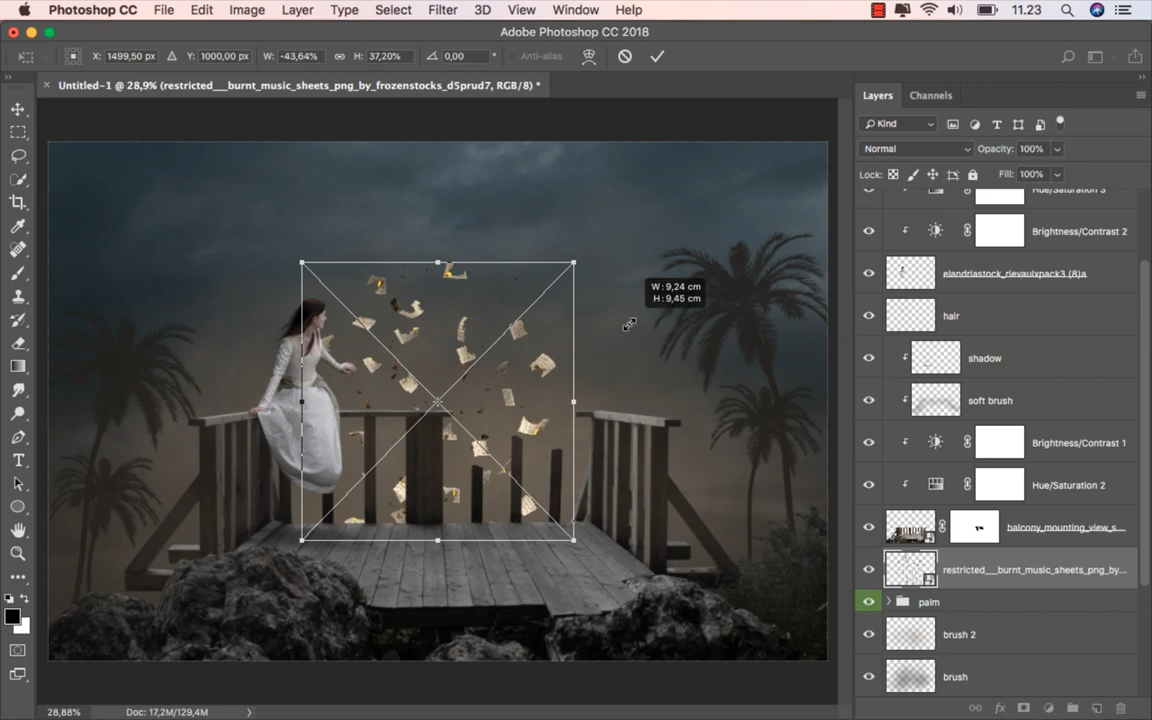 Photoshop CC File Edit Image Layer Type Select Filter 3D View Window Help 11.23
Adobe Photoshop CC 2018
X: 1499,50 px Y: 1000,00 px W: -43,64% H: 37,20% 0,00 ° Anti-alias
Untitled-1 @ 28,9% (restricted__burnt_music_sheets_png_by_frozenstocks_d5prud7, RGB/8) *
Layers Channels
Kind
Normal Opacity: 100%
Lock: Fill: 100%
Hue/Saturation 3
Brightness/Contrast 2
elandriastock_rievaulxpack3 (8)a
hair
shadow
soft brush
Brightness/Contrast 1
Hue/Saturation 2
balcony_mounting_view_s...
restricted__burnt_music_sheets_png_by...
palm
brush 2
brush
W: 9,24 cm
H: 9,45 cm
28,88% Doc: 17,2M/129,4M